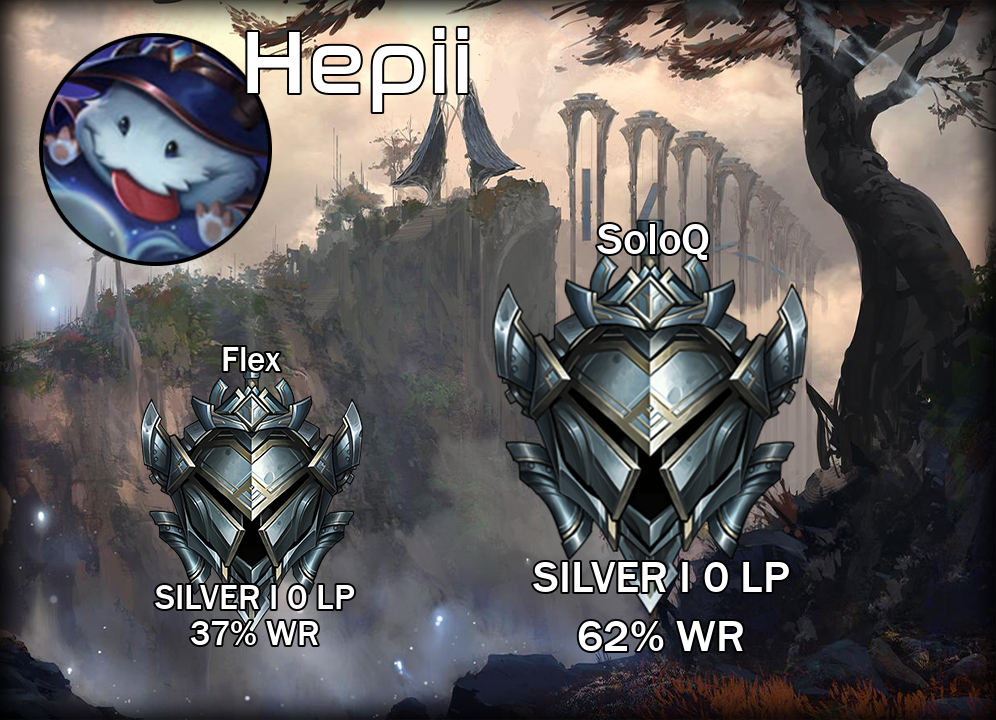 Hepii
SoloQ
SILVER I 0 LP
62% WR
Flex
SILVER I 0 LP
37% WR